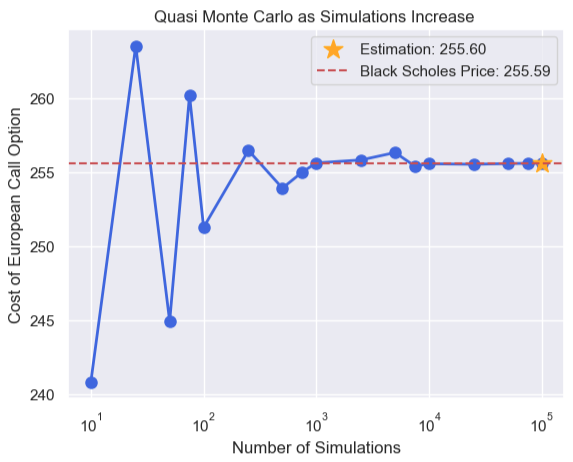 Quasi Monte Carlo as Simulations Increase
Estimation: 255.60
Black Scholes Price: 255.59
Cost of European Call Option
260
255
250
245
240
10^1
10^2
10^3
10^4
10^5
Number of Simulations